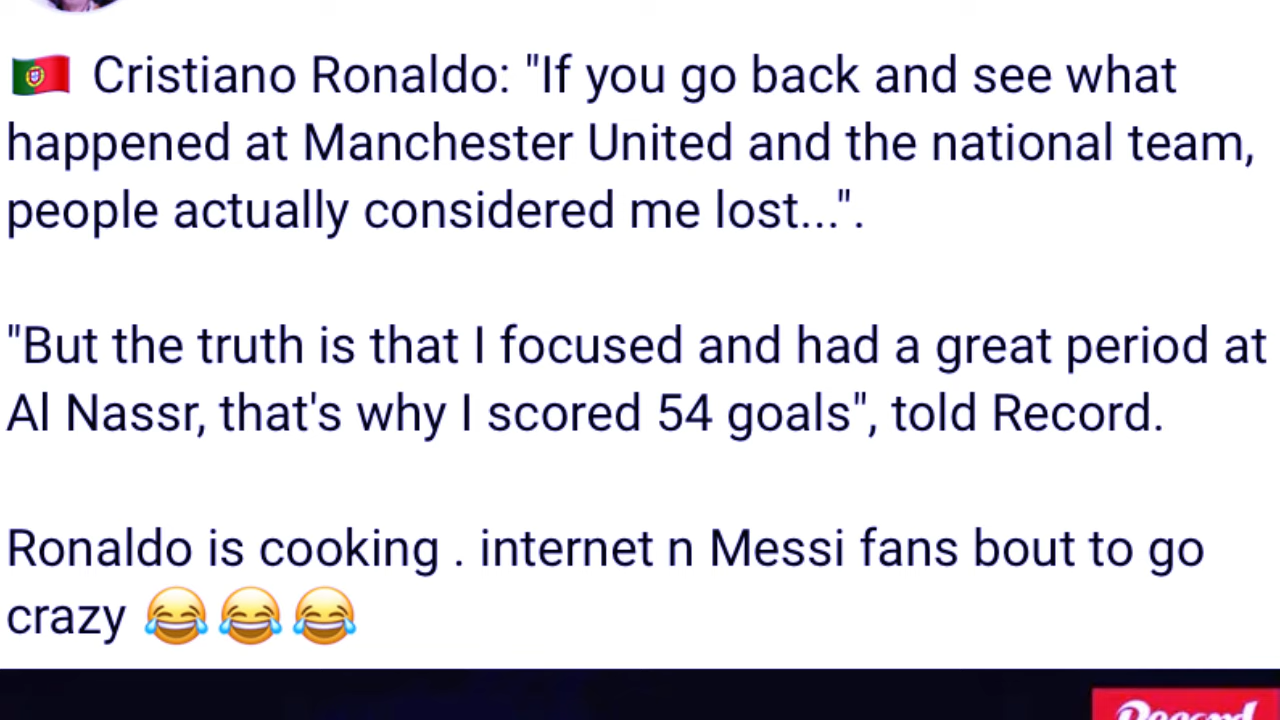 🇵🇹 Cristiano Ronaldo: "If you go back and see what
happened at Manchester United and the national team,
people actually considered me lost...".
"But the truth is that I focused and had a great period at
Al Nassr, that's why I scored 54 goals", told Record.
Ronaldo is cooking . internet n Messi fans bout to go
crazy 😂😂😂
Record